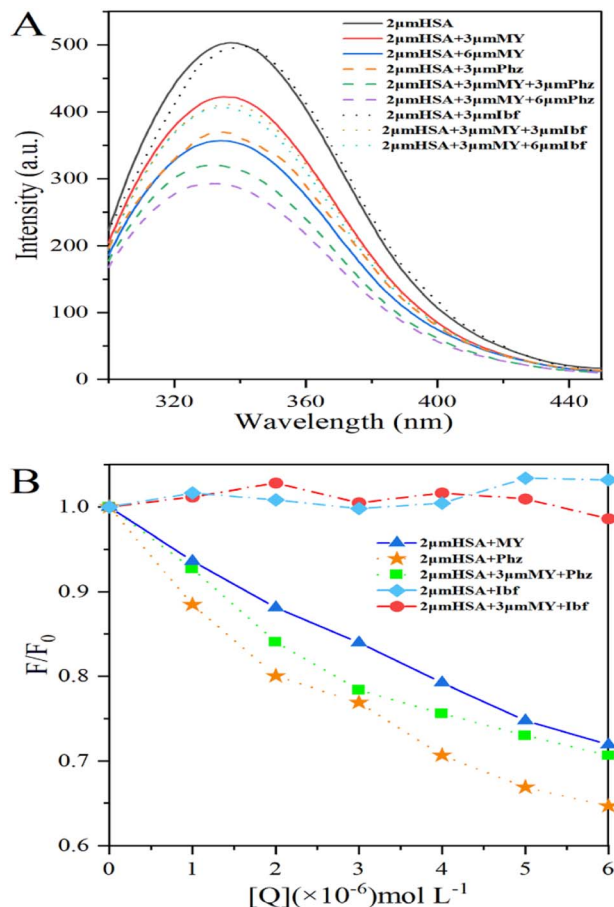 A
2μmHSA
2μmHSA+3μmMY
2μmHSA+6μmMY
2μmHSA+3μmPhz
2μmHSA+3μmMY+3μmPhz
2μmHSA+3μmMY+6μmPhz
2μmHSA+3μmIbf
2μmHSA+3μmMY+3μmIbf
2μmHSA+3μmMY+6μmIbf
500
400
300
200
100
0
Intensity (a.u.)
320 360 400 440
Wavelength (nm)
B
1.0
0.9
0.8
0.7
0.6
F/F0
2μmHSA+MY
2μmHSA+Phz
2μmHSA+3μmMY+Phz
2μmHSA+Ibf
2μmHSA+3μmMY+Ibf
0 1 2 3 4 5 6
[Q](×10-6)mol L-1